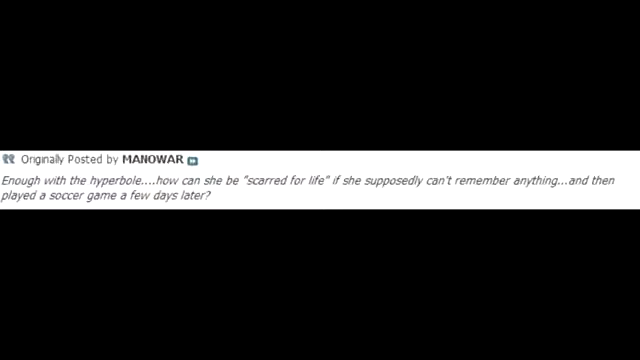 Originally Posted by MANOWAR
Enough with the hyperbole....how can she be "scarred for life" if she supposedly can't remember anything...and then
played a soccer game a few days later?